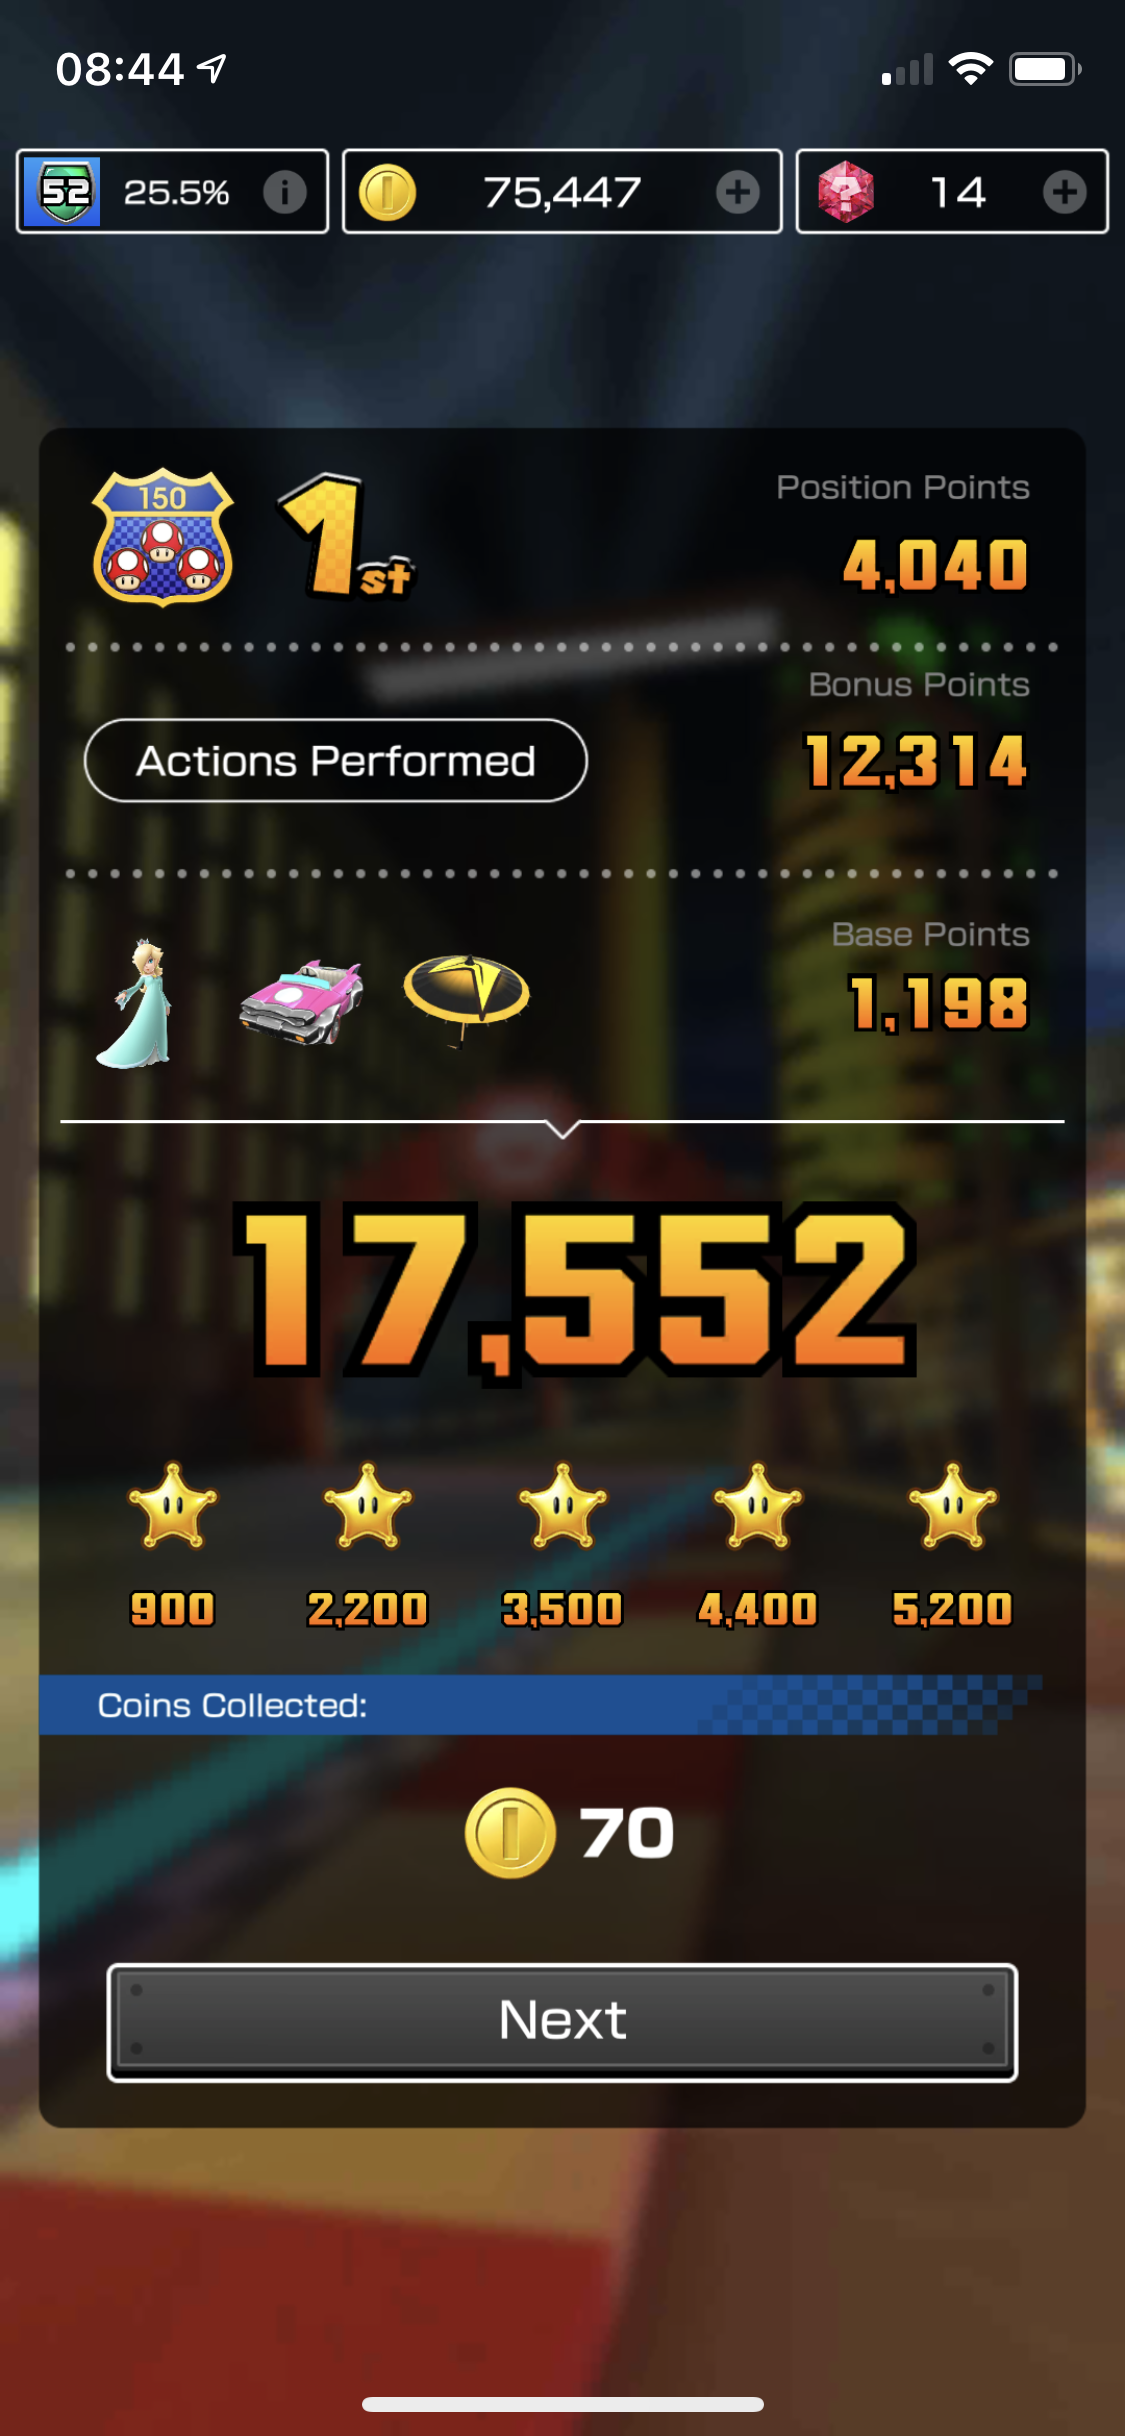 08:44
52 25.5% i 75,447 + ? 14 +
150 1st Position Points
4,040
Bonus Points
Actions Performed 12,314
Base Points
1,198
17,552
900 2,200 3,500 4,400 5,200
Coins Collected:
70
Next